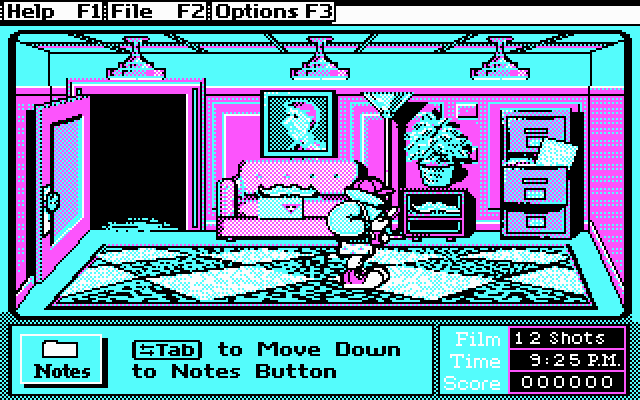 Help F1 File F2 Options F3
Notes
Tab to Move Down
to Notes Button
Film 12 Shots
Time 9:25 P.M.
Score 000000